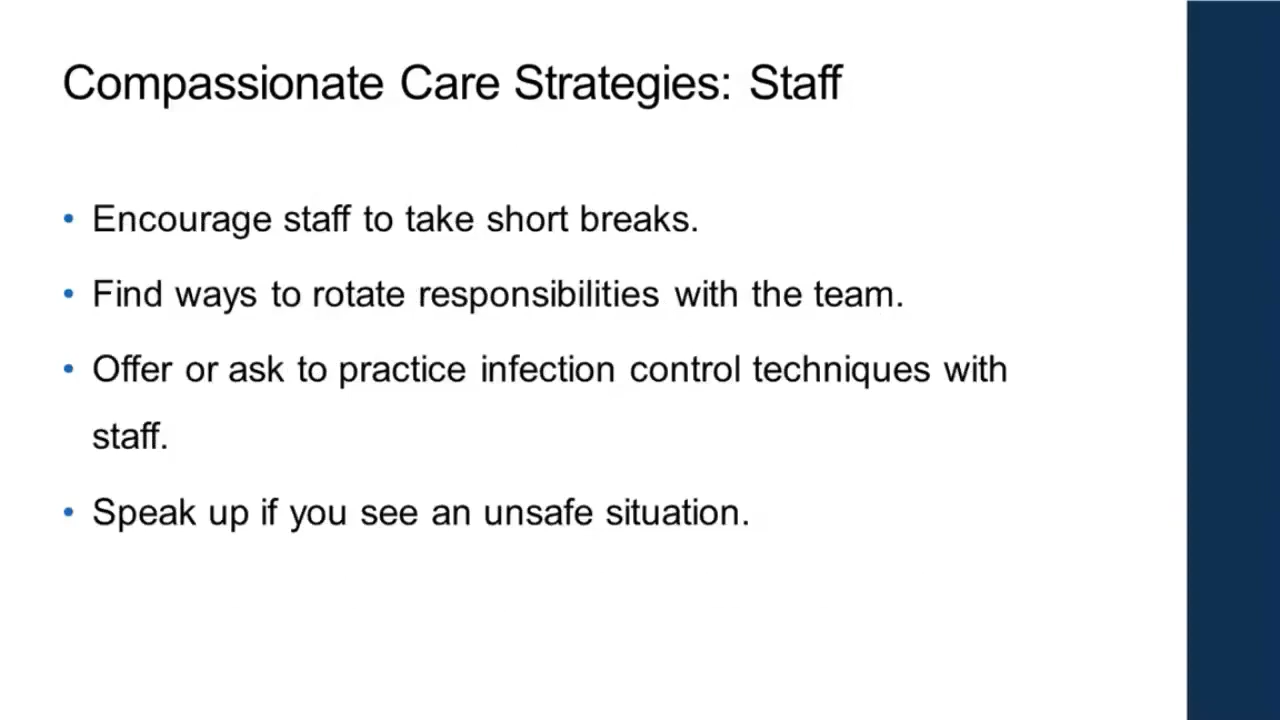 Compassionate Care Strategies: Staff
• Encourage staff to take short breaks.
• Find ways to rotate responsibilities with the team.
• Offer or ask to practice infection control techniques with
staff.
• Speak up if you see an unsafe situation.